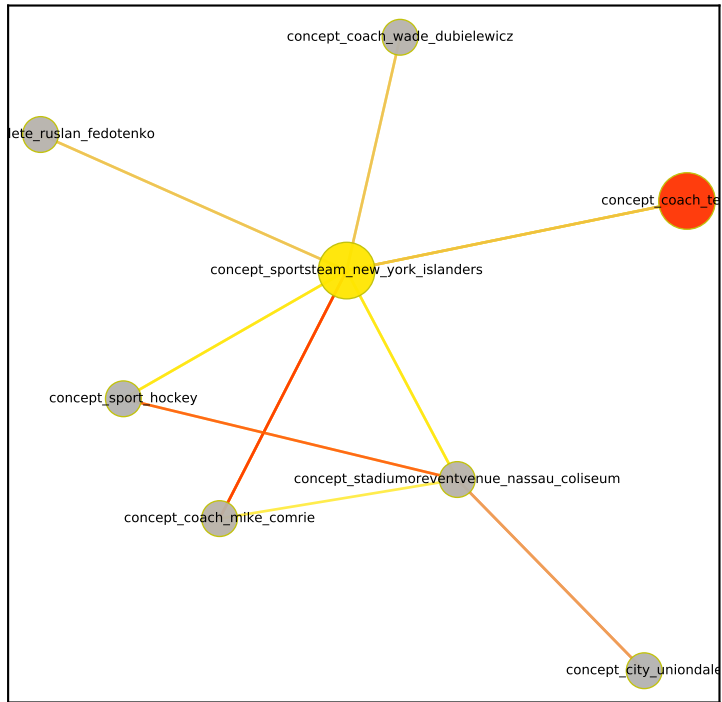 concept_coach_wade_dubielewicz
lete_ruslan_fedotenko
concept_coach_te
concept_sportsteam_new_york_islanders
concept_sport_hockey
concept_stadiumoreventvenue_nassau_coliseum
concept_coach_mike_comrie
concept_city_uniondale